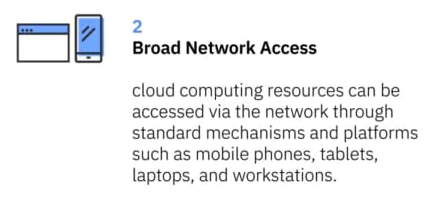 2
Broad Network Access
cloud computing resources can be
accessed via the network through
standard mechanisms and platforms
such as mobile phones, tablets,
laptops, and workstations.